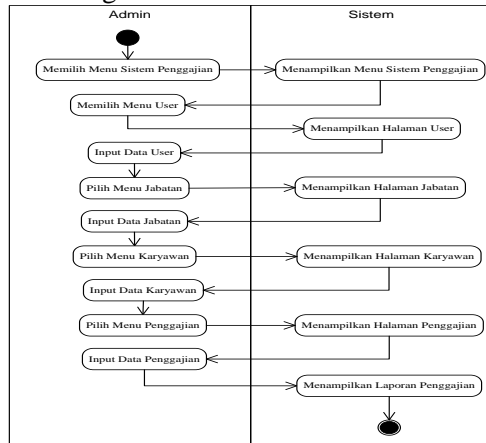 Admin
Sistem
Memilih Menu Sistem Penggajian
Menampilkan Menu Sistem Penggajian
Memilih Menu User
Menampilkan Halaman User
Input Data User
Pilih Menu Jabatan
Menampilkan Halaman Jabatan
Input Data Jabatan
Pilih Menu Karyawan
Menampilkan Halaman Karyawan
Input Data Karyawan
Pilih Menu Penggajian
Menampilkan Halaman Penggajian
Input Data Penggajian
Menampilkan Laporan Penggajian